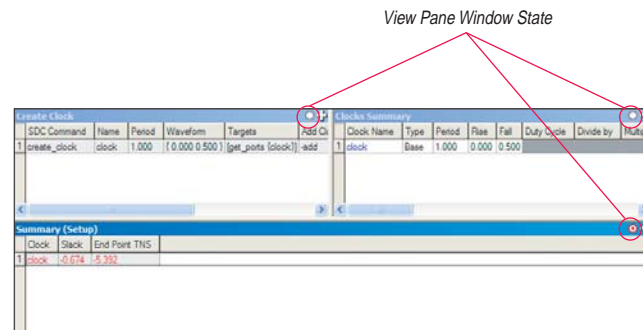 View Pane Window State
Create Clock
SDC Command Name Period Waveform Targets Add
1 create_clock clock 1.000 { 0.000 0.500 } [get_ports {clock}] -add
Clocks Summary
Clock Name Type Period Rise Fall Duty Cycle Divide by
1 clock Base 1.000 0.000 0.500
Summary (Setup)
Clock Slack End Point TNS
1 clock -0.674 -5.392